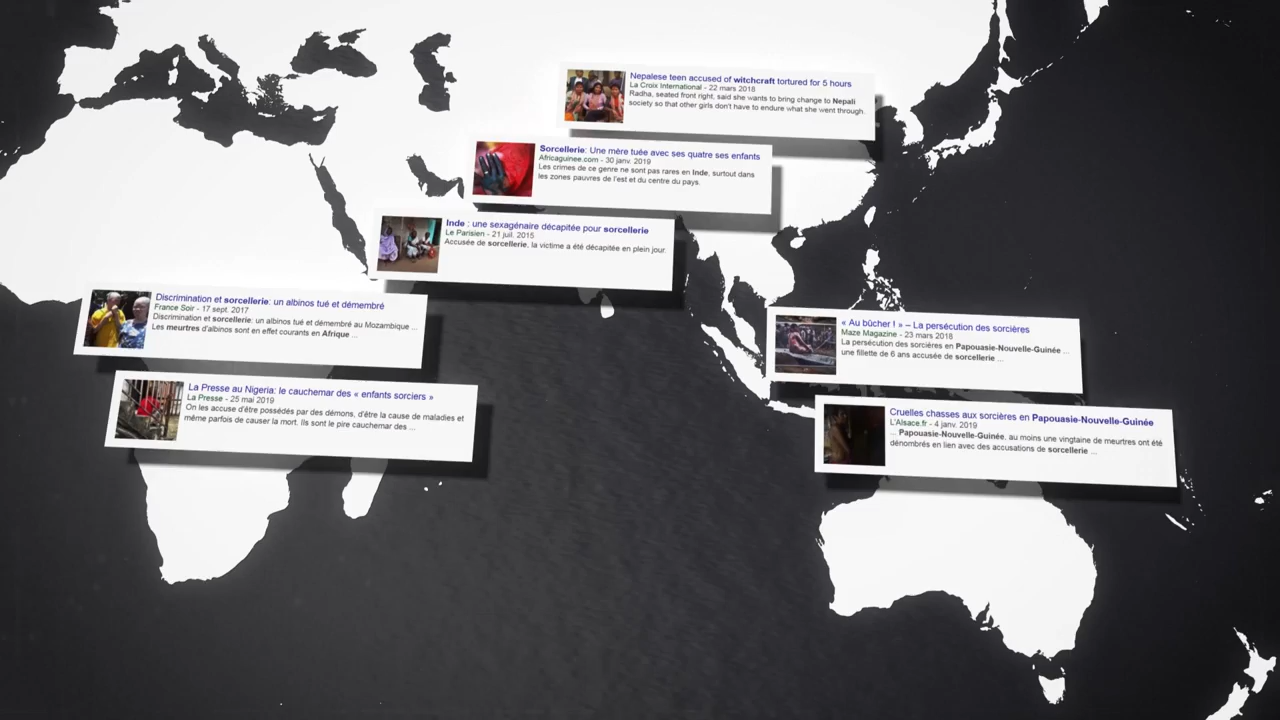 Nepalese teen accused of witchcraft tortured for 5 hours
La Croix International - 22 mars 2018
Radha, seated front right, said she wants to bring change to Nepali
society so that other girls don't have to endure what she went through.
Sorcellerie: Une mère tuée avec ses quatre ses enfants
Africaguinee.com - 30 janv. 2019
Les crimes de ce genre ne sont pas rares en Inde, surtout dans
les zones pauvres de l'est et du centre du pays.
Inde : une sexagénaire décapitée pour sorcellerie
Le Parisien - 21 juil. 2015
Accusée de sorcellerie, la victime a été décapitée en plein jour.
Discrimination et sorcellerie: un albinos tué et démembré
France Soir - 17 sept. 2017
Discrimination et sorcellerie: un albinos tué et démembré au Mozambique ...
Les meurtres d'albinos sont en effet courants en Afrique ...
« Au bûcher ! » – La persécution des sorcières
Maze Magazine - 23 mars 2018
La persécution des sorcières en Papouasie-Nouvelle-Guinée ...
une fillette de 6 ans accusée de sorcellerie ...
La Presse au Nigeria: le cauchemar des « enfants sorciers »
La Presse - 25 mai 2019
On les accuse d'être possédés par des démons, d'être la cause de maladies et
même parfois de causer la mort. Ils sont le pire cauchemar des ...
Cruelles chasses aux sorcières en Papouasie-Nouvelle-Guinée
L'Alsace.fr - 4 janv. 2019
... Papouasie-Nouvelle-Guinée, au moins une vingtaine de meurtres ont été
dénombrés en lien avec des accusations de sorcellerie ...